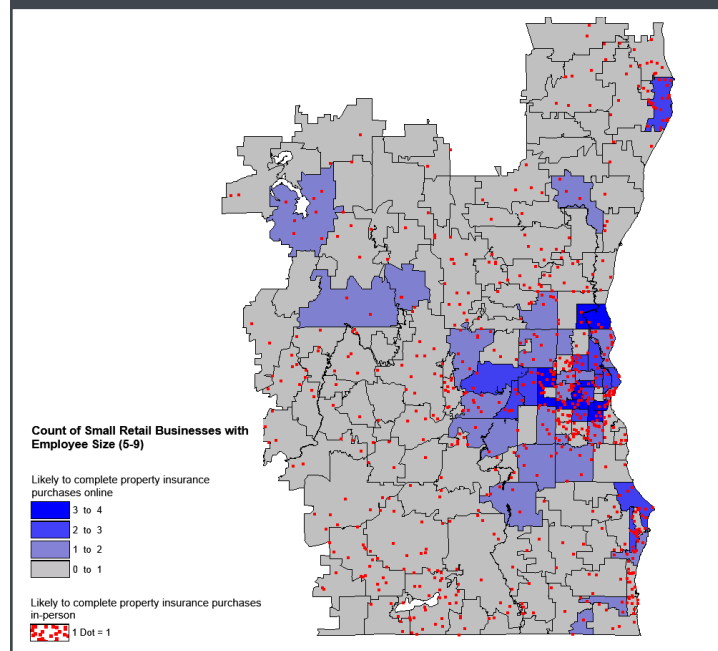 Count of Small Retail Businesses with
Employee Size (5-9)
Likely to complete property insurance
purchases online
3 to 4
2 to 3
1 to 2
0 to 1
Likely to complete property insurance purchases
in-person
1 Dot = 1